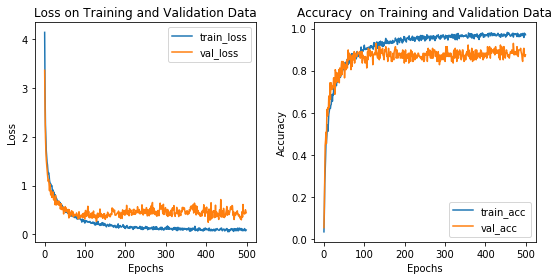 Loss on Training and Validation Data
train_loss
val_loss
4
3
2
1
0
Loss
0 100 200 300 400 500
Epochs
Accuracy  on Training and Validation Data
1.0
0.8
0.6
0.4
0.2
0.0
Accuracy
train_acc
val_acc
0 100 200 300 400 500
Epochs